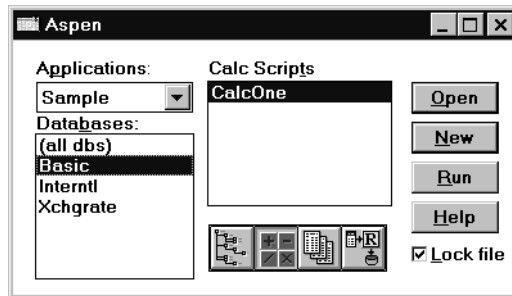 Aspen
Applications:
Sample
Databases:
(all dbs)
Basic
Interntl
Xchgrate
Calc Scripts
CalcOne
Open
New
Run
Help
Lock file
R